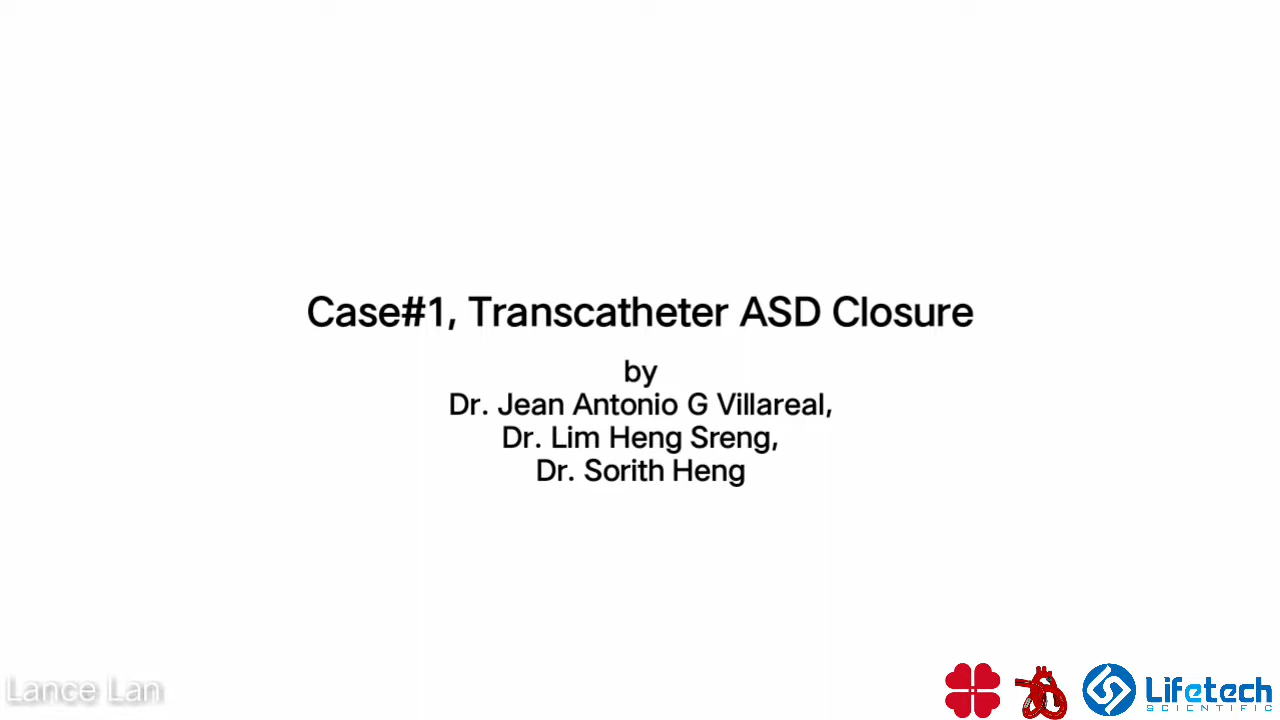 Case#1, Transcatheter ASD Closure
by
Dr. Jean Antonio G Villareal,
Dr. Lim Heng Sreng,
Dr. Sorith Heng
Lance Lan
Lifetech
SCIENTIFIC